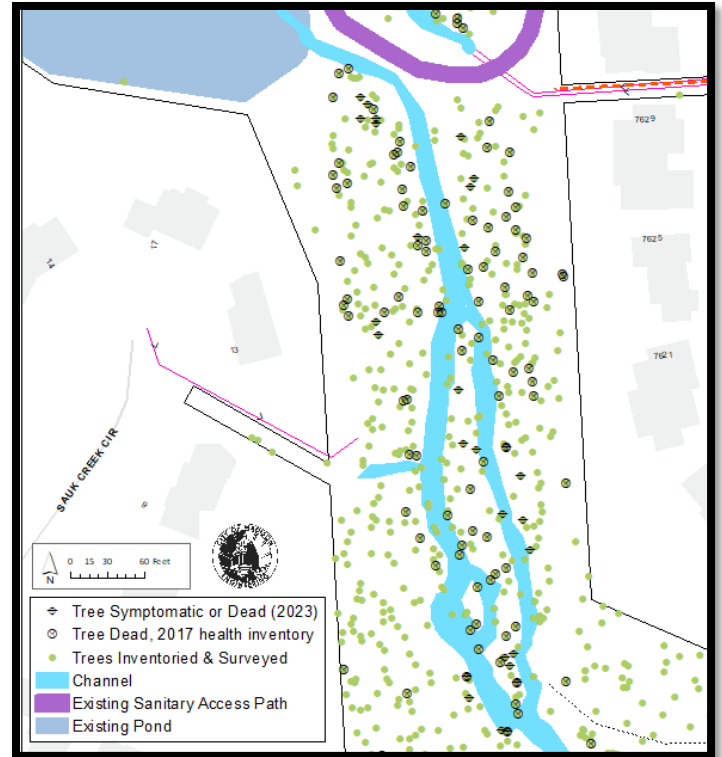 7629
7625
7621
17
14
13
9
SAUK CREEK CIR
N
0 15 30 60 Feet
Tree Symptomatic or Dead (2023)
Tree Dead, 2017 health inventory
Trees Inventoried & Surveyed
Channel
Existing Sanitary Access Path
Existing Pond